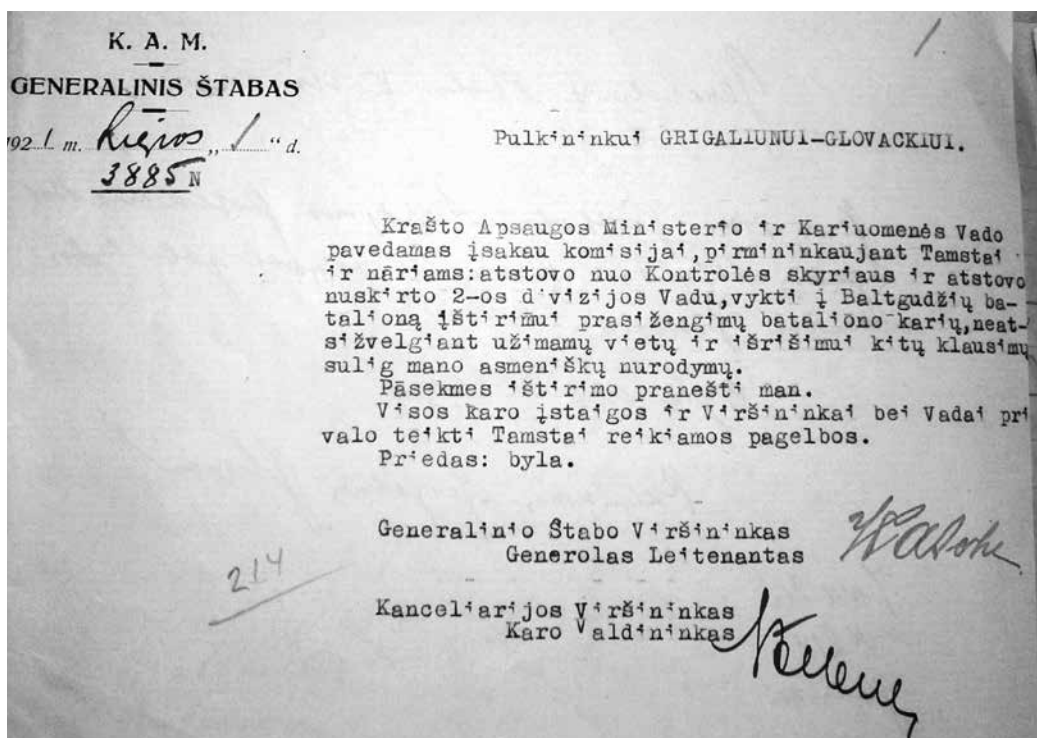 K. A. M.
GENERALINIS ŠTABAS
1921 m. Liepos „ 1 “ d.
3885 N
1
Pulkininkui GRIGALIUNUI-GLOVACKIUI.
Krašto Apsaugos Ministerio ir Kariuomenės Vado
pavedamas įsakau komisijai,pirmininkaujant Tamstai
ir nariams:atstovo nuo Kontrolės skyriaus ir atstovo
nuskirto 2-os divizijos Vadu,vykti į Baltgudžių ba-
talioną ištirimui prasižengimų bataliono karių,neat-
sižvelgiant užimamų vietų ir išrišimui kitų klausimų
sulig mano asmeniškų nurodymų.
Pasekmes ištirimo pranešti man.
Visos karo įstaigos ir Viršininkai bei Vadai pri
valo teikti Tamstai reikiamos pagelbos.
Priedas: byla.
Generalinio Štabo Viršininkas
Generolas Leitenantas
214
Kanceliarijos Viršininkas
Karo Valdininkas